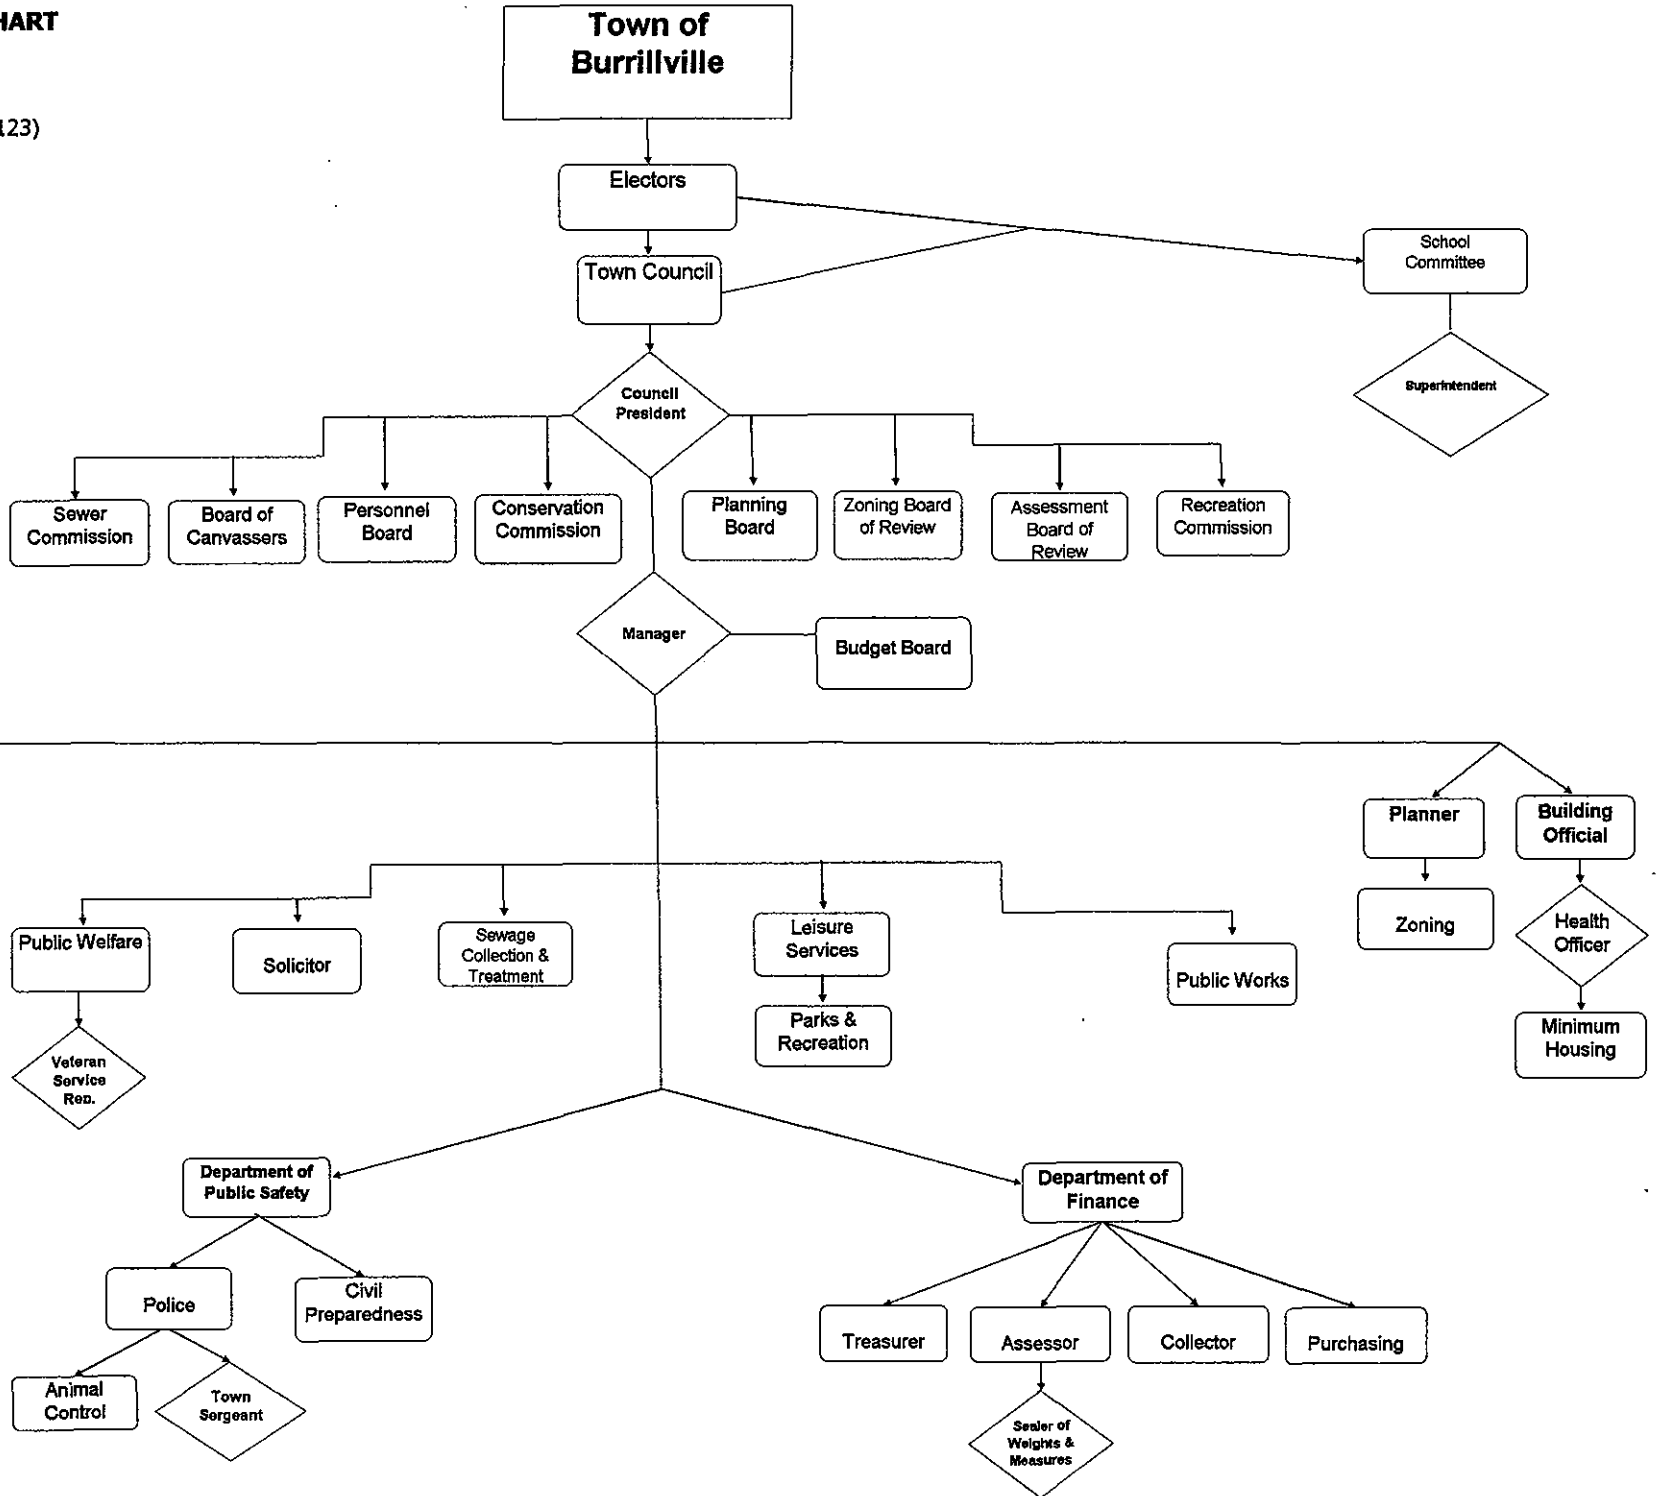 HART
123)
Town of
Burrillville
Electors
Town Council
School
Committee
Superintendent
Council
President
Sewer
Commission
Board of
Canvassers
Personnel
Board
Conservation
Commission
Planning
Board
Zoning Board
of Review
Assessment
Board of
Review
Recreation
Commission
Manager
Budget Board
Planner
Building
Official
Zoning
Health
Officer
Minimum
Housing
Public Welfare
Solicitor
Sewage
Collection &
Treatment
Leisure
Services
Public Works
Parks &
Recreation
Veteran
Service
Rep.
Department of
Public Safety
Department of
Finance
Police
Civil
Preparedness
Animal
Control
Town
Sergeant
Treasurer
Assessor
Collector
Purchasing
Sealer of
Weights &
Measures